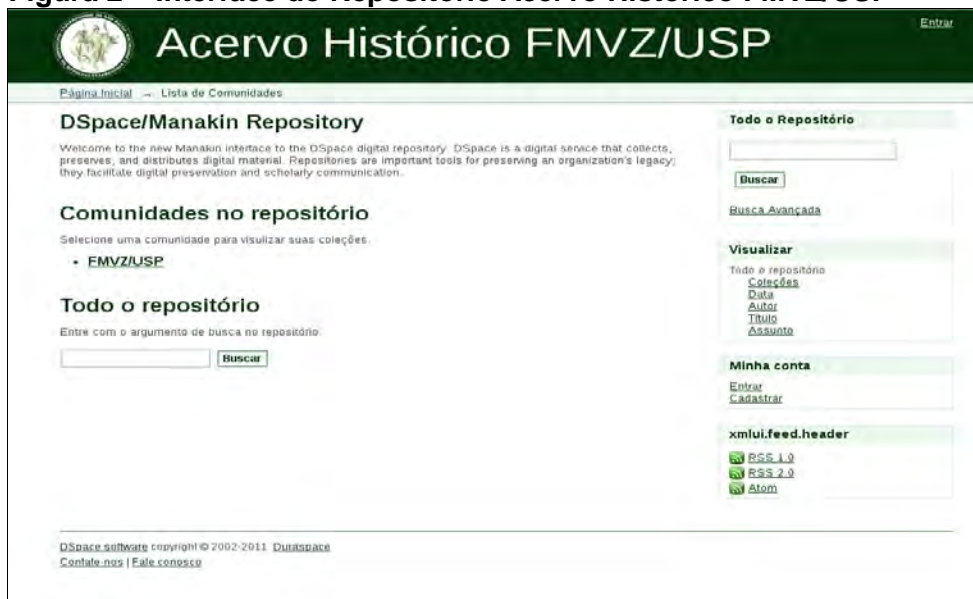 Acervo Histórico FMVZ/USP
Entrar
Página Inicial → Lista de Comunidades
DSpace/Manakin Repository
Welcome to the new Manakin interface to the DSpace digital repository. DSpace is a digital service that collects,
preserves, and distributes digital material. Repositories are important tools for preserving an organization's legacy;
they facilitate digital preservation and scholarly communication.
Comunidades no repositório
Selecione uma comunidade para visulizar suas coleções.
• FMVZ/USP
Todo o repositório
Entre com o argumento de busca no repositório.
Buscar
Todo o Repositório
Buscar
Busca Avançada
Visualizar
Todo o repositório
Coleções
Data
Autor
Título
Assunto
Minha conta
Entrar
Cadastrar
xmlui.feed.header
RSS 1.0
RSS 2.0
Atom
DSpace software copyright © 2002-2011 Duraspace
Contate-nos | Fale conosco